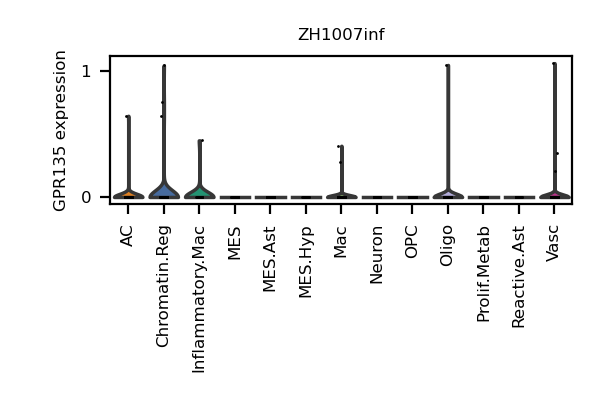 ZH1007inf
GPR135 expression
1
0
AC
Chromatin.Reg
Inflammatory.Mac
MES
MES.Ast
MES.Hyp
Mac
Neuron
OPC
Oligo
Prolif.Metab
Reactive.Ast
Vasc